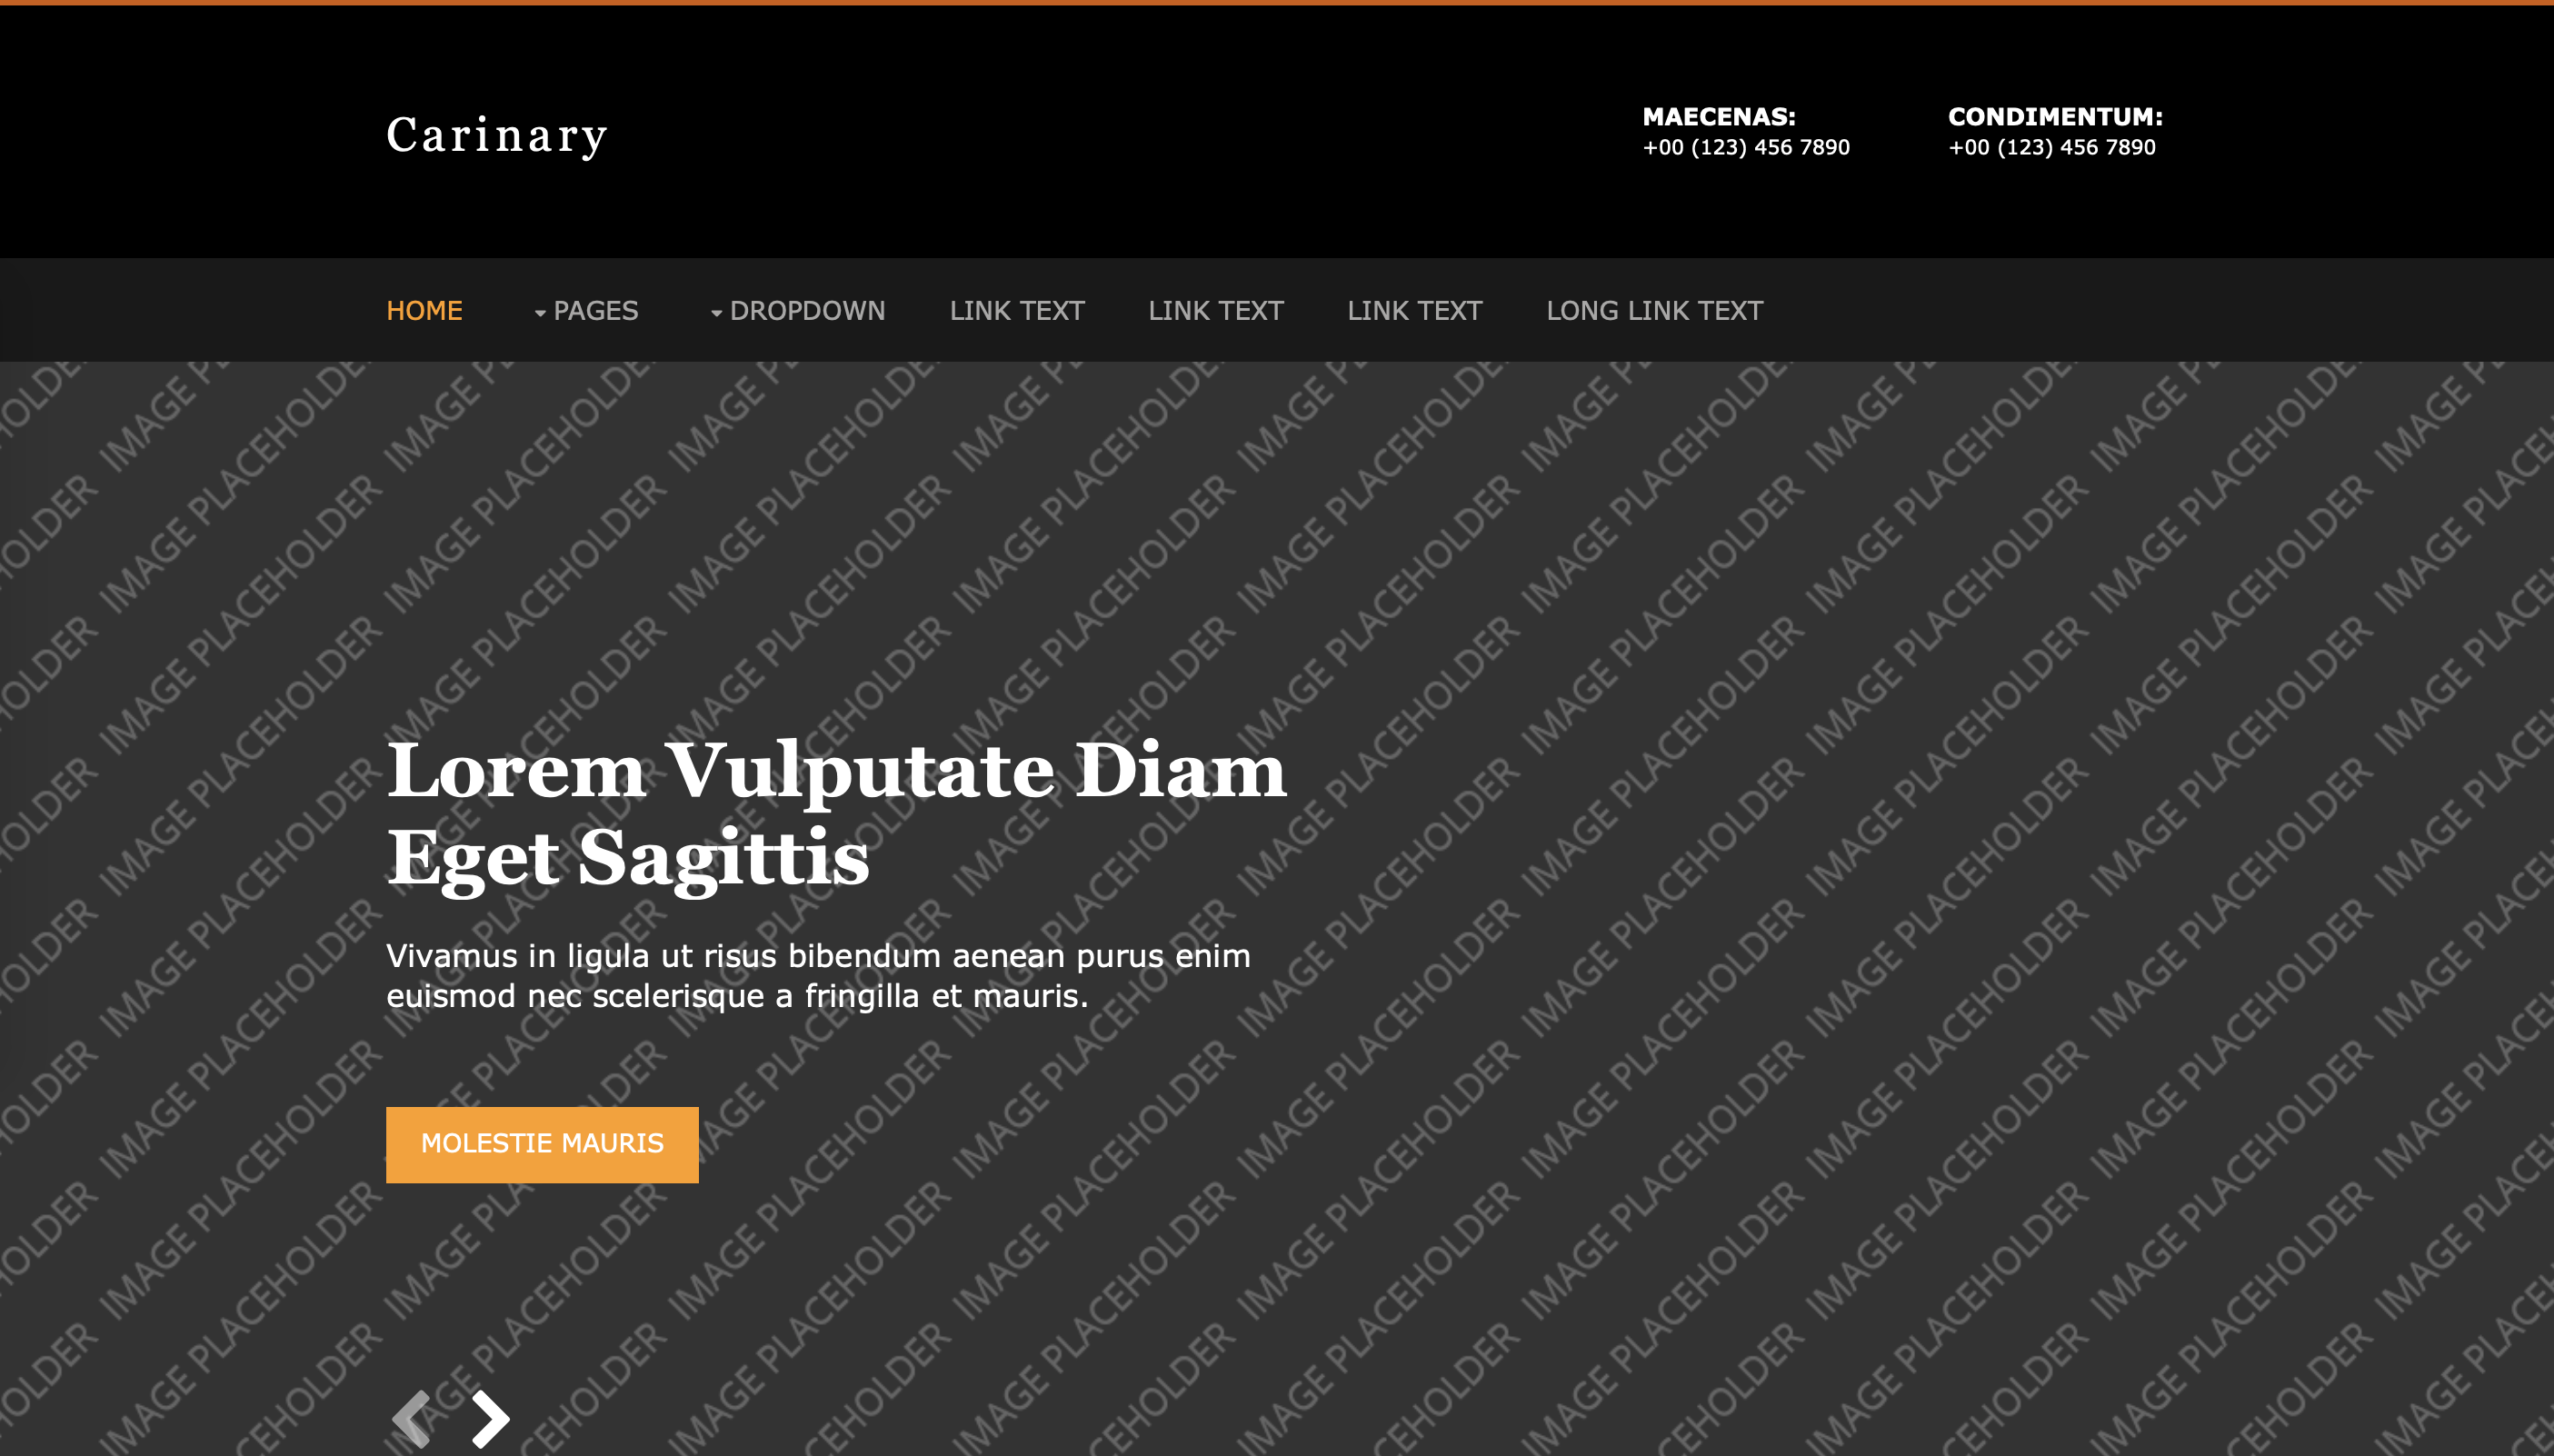 Carinary
MAECENAS:
+00 (123) 456 7890
CONDIMENTUM:
+00 (123) 456 7890
HOME PAGES DROPDOWN LINK TEXT LINK TEXT LINK TEXT LONG LINK TEXT
IMAGE PLACEHOLDER
Lorem Vulputate Diam
Eget Sagittis
Vivamus in ligula ut risus bibendum aenean purus enim
euismod nec scelerisque a fringilla et mauris.
MOLESTIE MAURIS